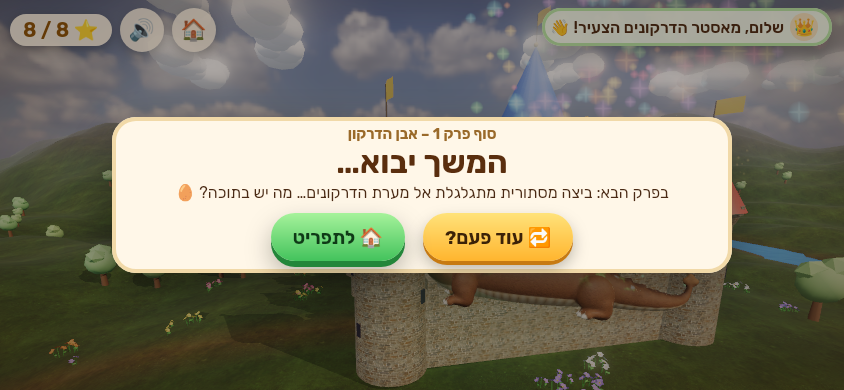 שלום, מאסטר הדרקונים הצעיר! 👋
8 / 8 ⭐
סוף פרק 1 – אבן הדרקון
המשך יבוא...
בפרק הבא: ביצה מסתורית מתגלגלת אל מערת הדרקונים... מה יש בתוכה? 🥚
🔁 עוד פעם?
🏠 לתפריט